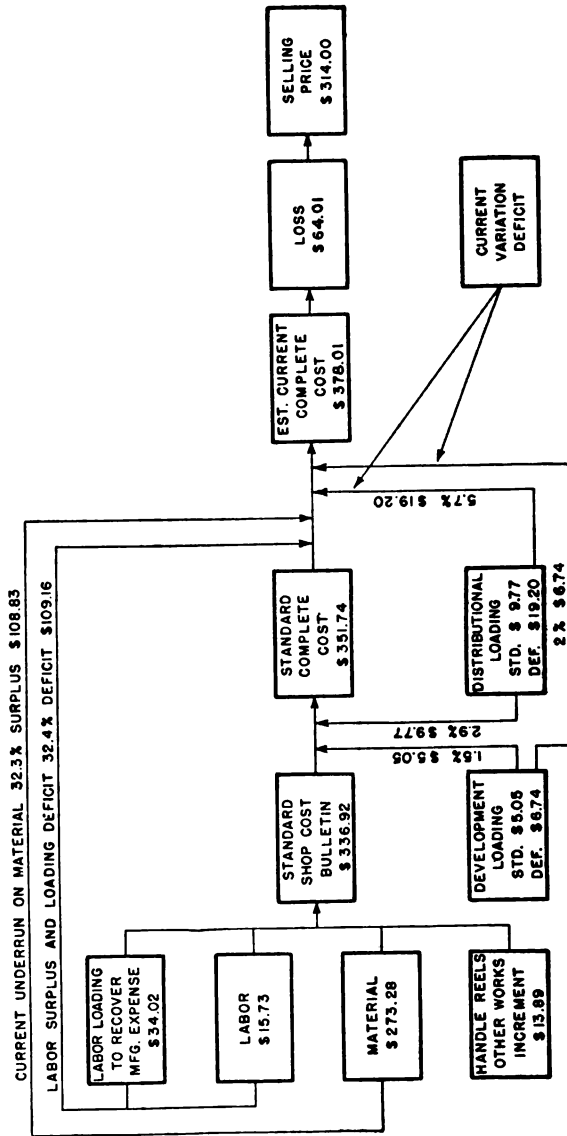 CURRENT UNDERRUN ON MATERIAL 32.3% SURPLUS $108.83
LABOR SURPLUS AND LOADING DEFICIT 32.4% DEFICIT $109.16
LABOR LOADING
TO RECOVER
MFG. EXPENSE
$34.02
LABOR
$15.73
MATERIAL
$273.28
HANDLE REELS
OTHER WORKS
INCREMENT
$13.89
STANDARD
SHOP COST
BULLETIN
$336.92
DEVELOPMENT
LOADING
STD. $5.05
DEF. $6.74
1.5% $5.05
2.9% $9.77
STANDARD
COMPLETE
COST
$351.74
DISTRIBUTIONAL
LOADING
STD. $9.77
DEF. $19.20
2% $6.74
5.7% $19.20
EST. CURRENT
COMPLETE
COST
$378.01
LOSS
$64.01
SELLING
PRICE
$314.00
CURRENT
VARIATION
DEFICIT